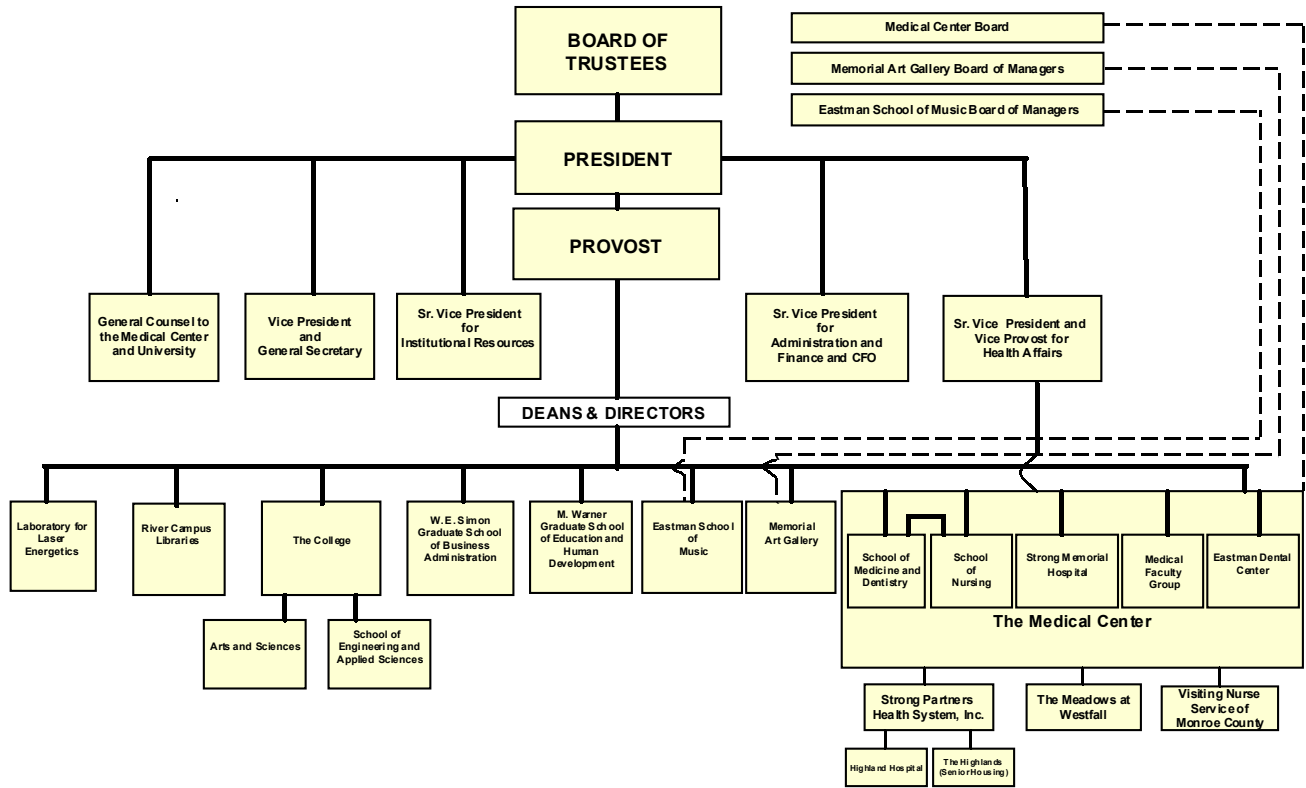 BOARD OF
TRUSTEES
Medical Center Board
Memorial Art Gallery Board of Managers
Eastman School of Music Board of Managers
PRESIDENT
PROVOST
General Counsel to
the Medical Center
and University
Vice President
and
General Secretary
Sr. Vice President
for
Institutional Resources
Sr. Vice President
for
Administration and
Finance and CFO
Sr. Vice President and
Vice Provost for
Health Affairs
DEANS & DIRECTORS
Laboratory for
Laser
Energetics
River Campus
Libraries
The College
W.E. Simon
Graduate School
of Business
Administration
M. Warner
Graduate School
of Education and
Human
Development
Eastman School
of
Music
Memorial
Art Gallery
School of
Medicine and
Dentistry
School
of
Nursing
Strong Memorial
Hospital
Medical
Faculty
Group
Eastman Dental
Center
The Medical Center
Arts and Sciences
School of
Engineering and
Applied Sciences
Strong Partners
Health System, Inc.
The Meadows at
Westfall
Visiting Nurse
Service of
Monroe County
Highland Hospital
The Highlands
(Senior Housing)